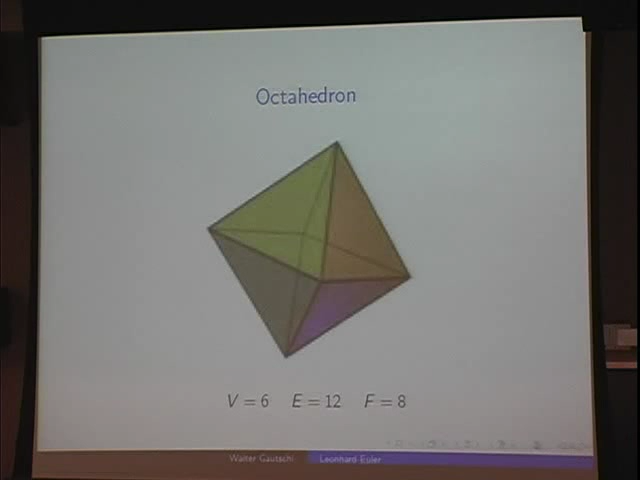 Octahedron
V = 6 E = 12 F = 8
Walter Gautschi Leonhard Euler